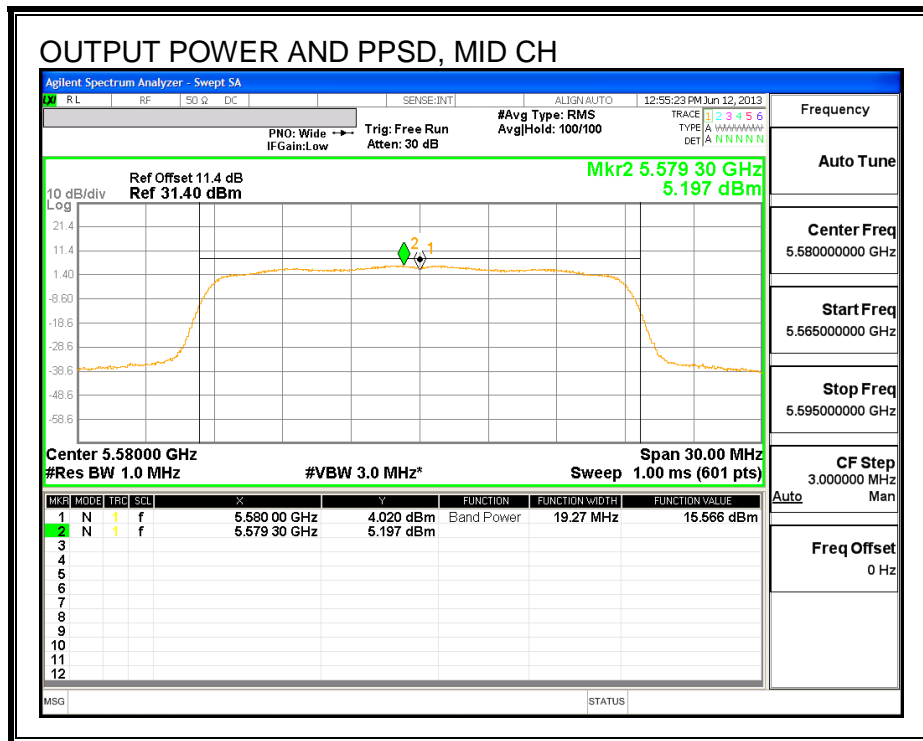 OUTPUT POWER AND PPSD, MID CH
Agilent Spectrum Analyzer - Swept SA
LXI RL RF 50 Ω DC SENSE:INT ALIGN AUTO 12:55:23 PM Jun 12, 2013
PNO: Wide
IFGain:Low
Trig: Free Run
Atten: 30 dB
#Avg Type: RMS
Avg|Hold: 100/100
TRACE 1 2 3 4 5 6
TYPE A WWWWWW
DET A N N N N N
Mkr2 5.579 30 GHz
5.197 dBm
Ref Offset 11.4 dB
10 dB/div Ref 31.40 dBm
Log
21.4
11.4
1.40
-8.60
-18.6
-28.6
-38.6
-48.6
-58.6
2 1
Center 5.58000 GHz Span 30.00 MHz
#Res BW 1.0 MHz #VBW 3.0 MHz* Sweep 1.00 ms (601 pts)
MKR MODE TRC SCL X Y FUNCTION FUNCTION WIDTH FUNCTION VALUE
1 N 1 f 5.580 00 GHz 4.020 dBm Band Power 19.27 MHz 15.566 dBm
2 N 1 f 5.579 30 GHz 5.197 dBm
3
4
5
6
7
8
9
10
11
12
MSG STATUS
Frequency
Auto Tune
Center Freq
5.580000000 GHz
Start Freq
5.565000000 GHz
Stop Freq
5.595000000 GHz
CF Step
3.000000 MHz
Auto Man
Freq Offset
0 Hz